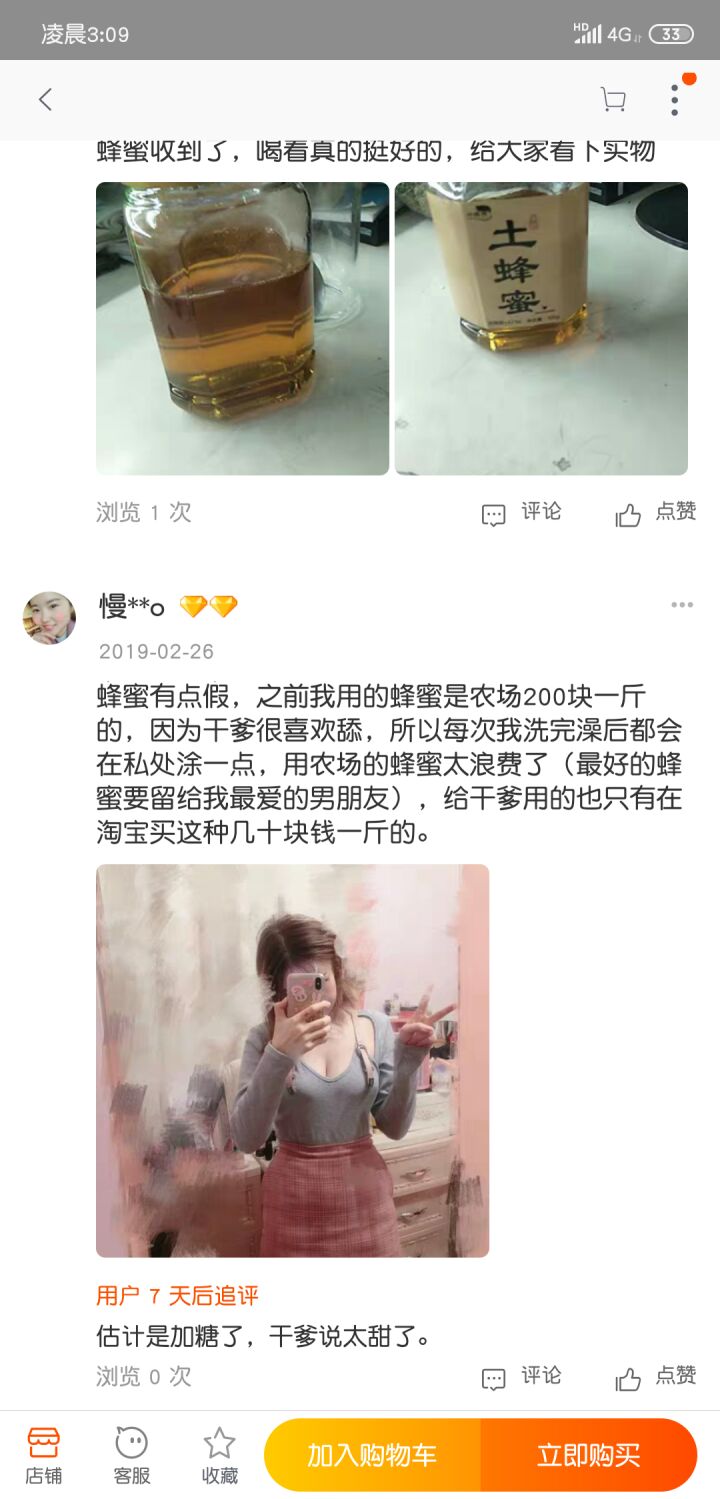 凌晨3:09
HD 4G 33
蜂蜜收到了，喝着真的挺好的，给大家看下实物
土蜂蜜
浏览 1 次
评论
点赞
慢**o
2019-02-26
蜂蜜有点假，之前我用的蜂蜜是农场200块一斤
的，因为干爹很喜欢舔，所以每次我洗完澡后都会
在私处涂一点，用农场的蜂蜜太浪费了（最好的蜂
蜜要留给我最爱的男朋友），给干爹用的也只有在
淘宝买这种几十块钱一斤的。
用户 7 天后追评
估计是加糖了，干爹说太甜了。
浏览 0 次
评论
点赞
店铺
客服
收藏
加入购物车
立即购买